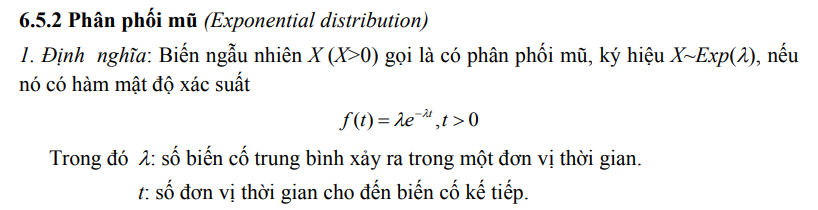 6.5.2 Phân phối mũ (Exponential distribution)
1. Định nghĩa: Biến ngẫu nhiên X (X>0) gọi là có phân phối mũ, ký hiệu X~Exp(λ), nếu
nó có hàm mật độ xác suất
f(t) = λe^{-λt}, t > 0
Trong đó λ: số biến cố trung bình xảy ra trong một đơn vị thời gian.
t: số đơn vị thời gian cho đến biến cố kế tiếp.